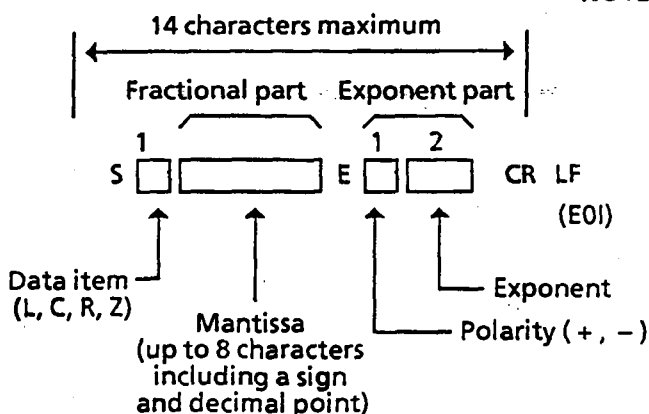 14 characters maximum
Fractional part Exponent part
1 1 2
S E CR LF
(EOI)
Data item
(L, C, R, Z)
Exponent
Mantissa
Polarity ( + , − )
(up to 8 characters
including a sign
and decimal point)